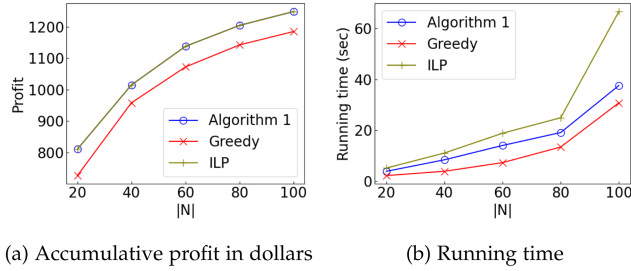 1200
1100
1000
900
800
Profit
20 40 60 80 100
|N|
Algorithm 1
Greedy
ILP
(a) Accumulative profit in dollars
60
40
20
0
Running time (sec)
20 40 60 80 100
|N|
Algorithm 1
Greedy
ILP
(b) Running time